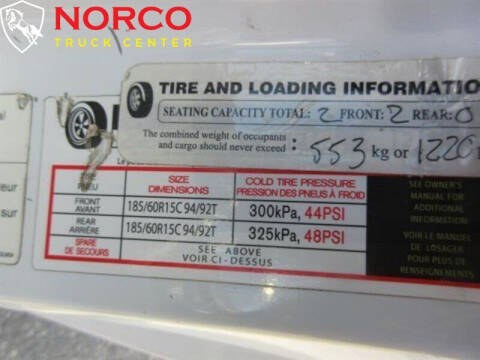 NORCO
TRUCK CENTER
TIRE AND LOADING INFORMATIO
SEATING CAPACITY TOTAL: 2 FRONT: 2 REAR: 0
The combined weight of occupants
and cargo should never exceed : 553 kg or 1220
PNEU
SIZE
DIMENSIONS
COLD TIRE PRESSURE
PRESSION DES PNEUS À FROID
FRONT
AVANT
185/60R15C 94/92T
300kPa, 44PSI
REAR
ARRIÈRE
185/60R15C 94/92T
325kPa, 48PSI
SPARE
DE SECOURS
SEE ABOVE
VOIR CI-DESSUS
SEE OWNER'S
MANUAL FOR
ADDITIONAL
INFORMATION
VOIR LE MANUEL
DE L'USAGER
POUR PLUS DE
RENSEIGNEMENTS